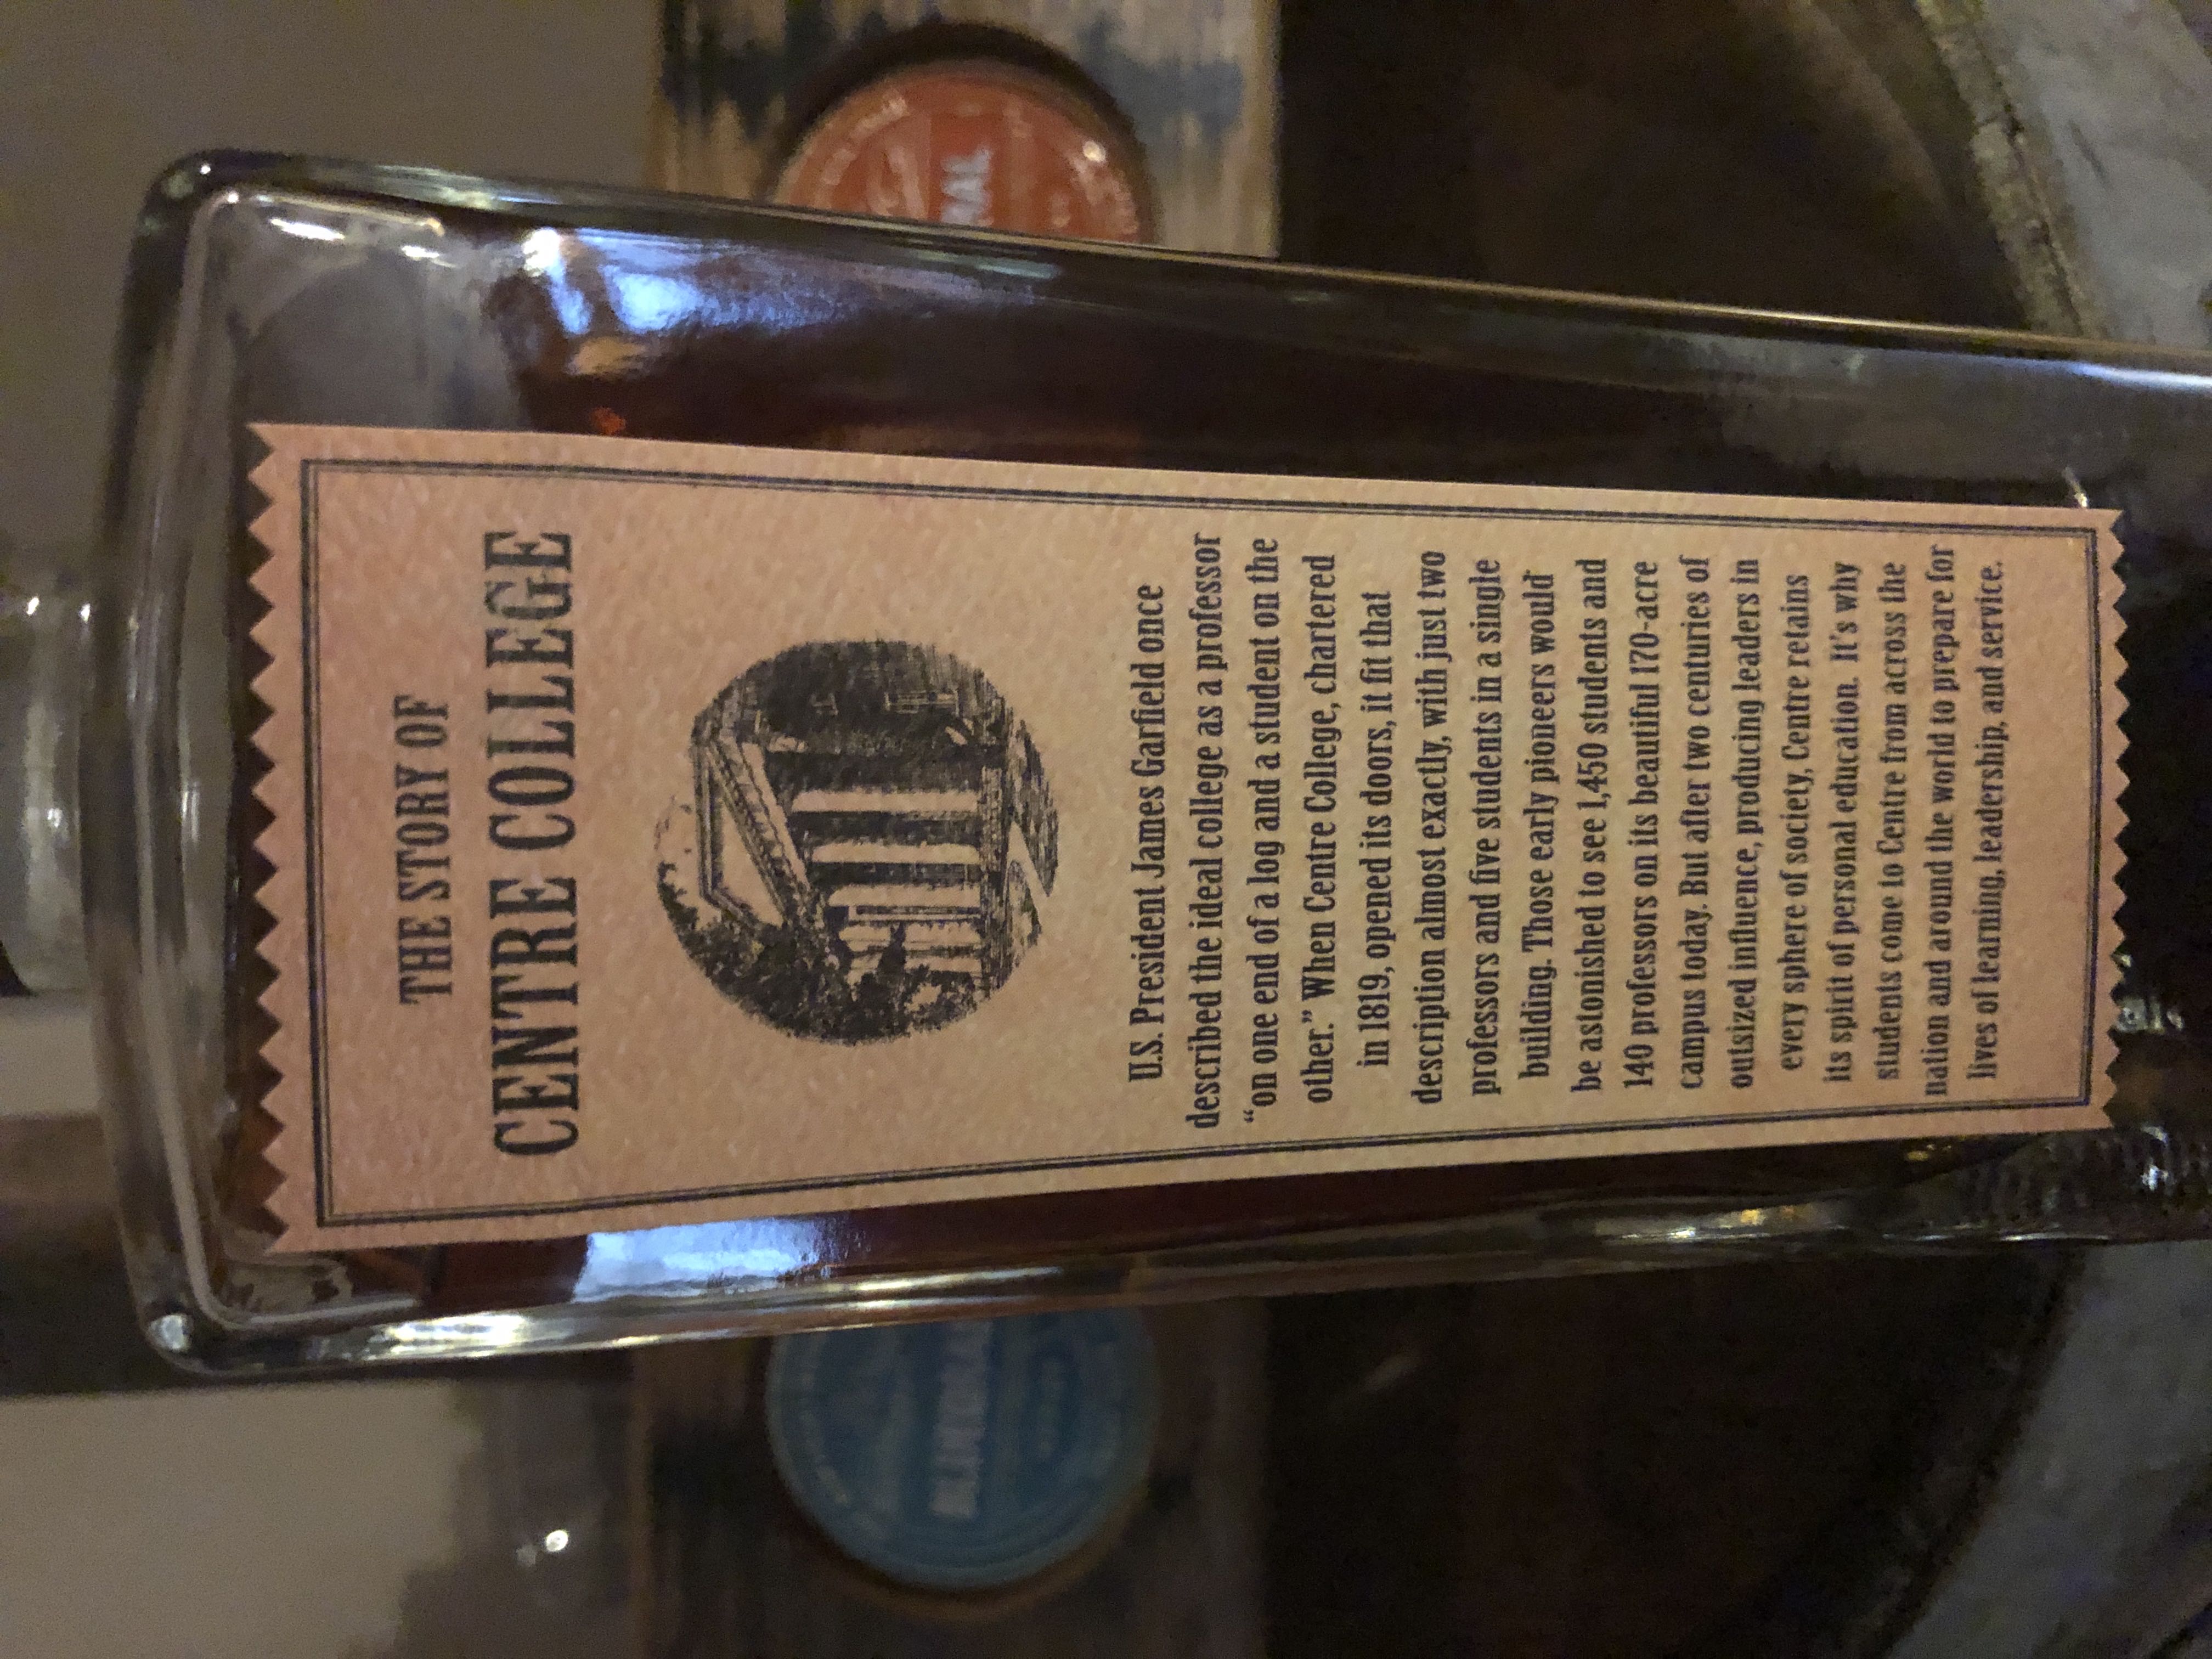 THE STORY OF
CENTRE COLLEGE
U.S. President James Garfield once
described the ideal college as a professor
“on one end of a log and a student on the
other.” When Centre College, chartered
in 1819, opened its doors, it fit that
description almost exactly, with just two
professors and five students in a single
building. Those early pioneers would
be astonished to see 1,450 students and
140 professors on its beautiful 170-acre
campus today. But after two centuries of
outsized influence, producing leaders in
every sphere of society, Centre retains
its spirit of personal education. It's why
students come to Centre from across the
nation and around the world to prepare for
lives of learning, leadership, and service.